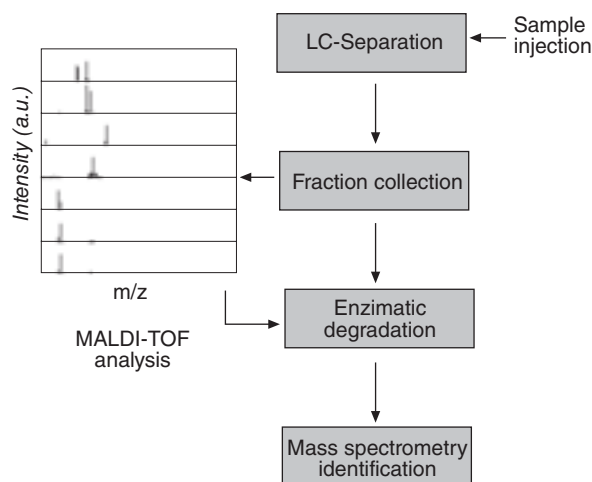 Sample
injection
LC-Separation
Intensity (a.u.)
Fraction collection
m/z
MALDI-TOF
analysis
Enzimatic
degradation
Mass spectrometry
identification